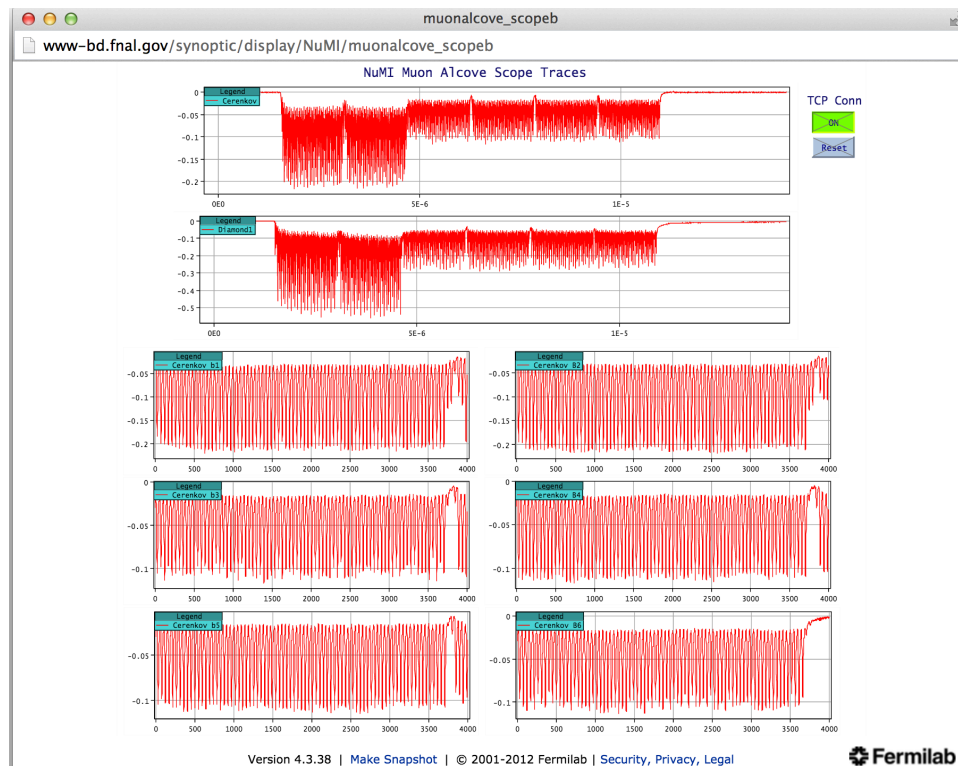 muonalcove_scopeb
www-bd.fnal.gov/synoptic/display/NuMI/muonalcove_scopeb
NuMI Muon Alcove Scope Traces
TCP Conn
ON
Reset
Legend
Cerenkov
0
-0.05
-0.1
-0.15
-0.2
0E0 5E-6 1E-5
Legend
Diamond1
0
-0.1
-0.2
-0.3
-0.4
-0.5
0E0 5E-6 1E-5
Legend
Cerenkov b1
-0.05
-0.1
-0.15
-0.2
0 500 1000 1500 2000 2500 3000 3500 4000
Legend
Cerenkov B2
-0.05
-0.1
-0.15
-0.2
0 500 1000 1500 2000 2500 3000 3500 4000
Legend
Cerenkov b3
0
-0.05
-0.1
0 500 1000 1500 2000 2500 3000 3500 4000
Legend
Cerenkov B4
0
-0.05
-0.1
0 500 1000 1500 2000 2500 3000 3500 4000
Legend
Cerenkov b5
-0.05
-0.1
0 500 1000 1500 2000 2500 3000 3500 4000
Legend
Cerenkov B6
0
-0.05
-0.1
0 500 1000 1500 2000 2500 3000 3500 4000
Version 4.3.38 | Make Snapshot | © 2001-2012 Fermilab | Security, Privacy, Legal
Fermilab